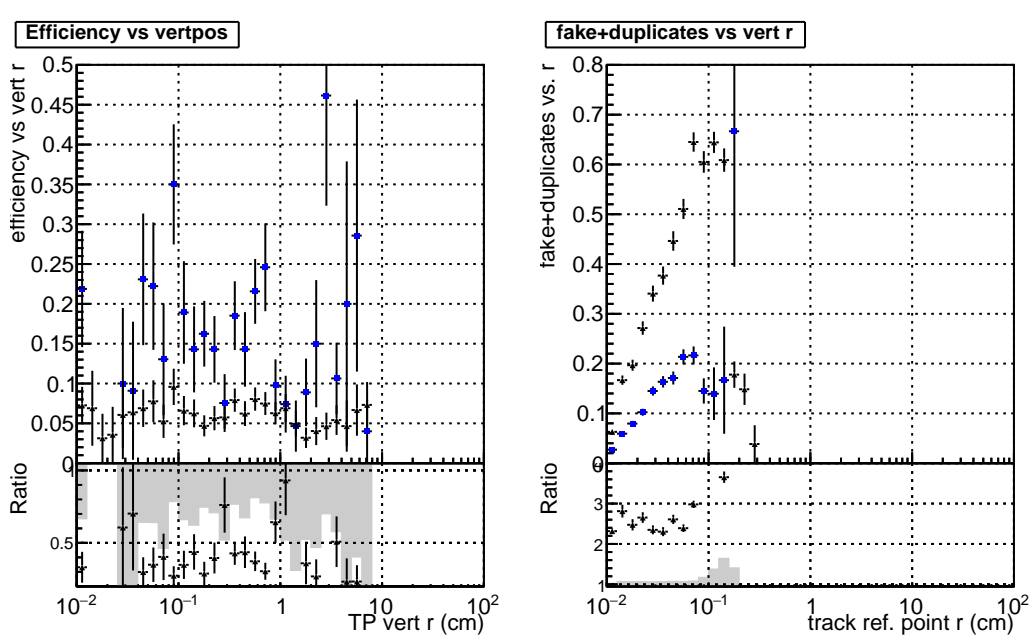 Efficiency vs vertpos
efficiency vs vert r
0.5
0.45
0.4
0.35
0.3
0.25
0.2
0.15
0.1
0.05
0
Ratio
1
0.5
10⁻² 10⁻¹ 1 10 10²
TP vert r (cm)
fake+duplicates vs vert r
fake+duplicates vs. r
0.8
0.7
0.6
0.5
0.4
0.3
0.2
0.1
0
Ratio
3
2
1
10⁻² 10⁻¹ 1 10 10²
track ref. point r (cm)